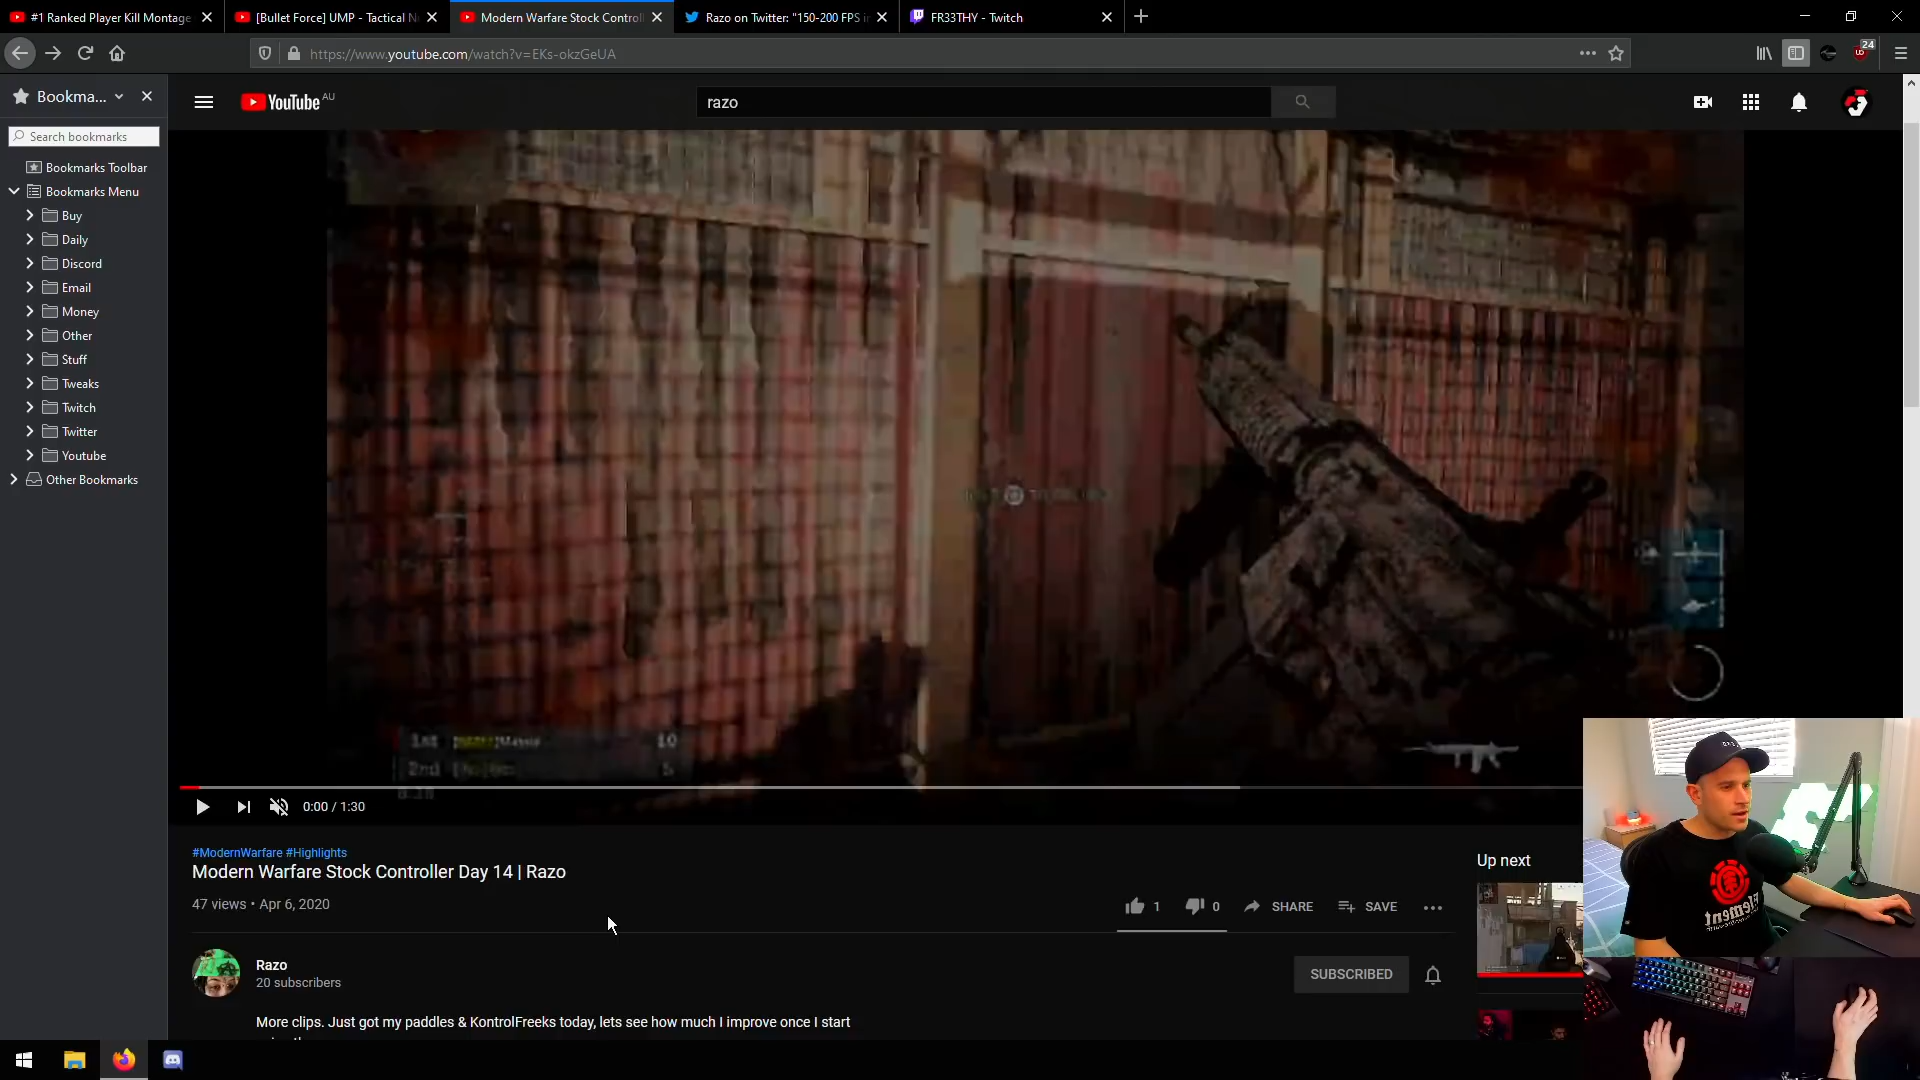 #1 Ranked Player Kill Montage
[Bullet Force] UMP - Tactical N
Modern Warfare Stock Control
Razo on Twitter: "150-200 FPS i
FR33THY - Twitch
https://www.youtube.com/watch?v=EKs-okzGeUA
24
Bookma...
Search bookmarks
Bookmarks Toolbar
Bookmarks Menu
Buy
Daily
Discord
Email
Money
Other
Stuff
Tweaks
Twitch
Twitter
Youtube
Other Bookmarks
YouTube AU
razo
1st
10
2nd
5
0:00 / 1:30
#ModernWarfare #Highlights
Modern Warfare Stock Controller Day 14 | Razo
47 views • Apr 6, 2020
1
0
SHARE
SAVE
Razo
20 subscribers
SUBSCRIBED
More clips. Just got my paddles & KontrolFreeks today, lets see how much I improve once I start
Up next